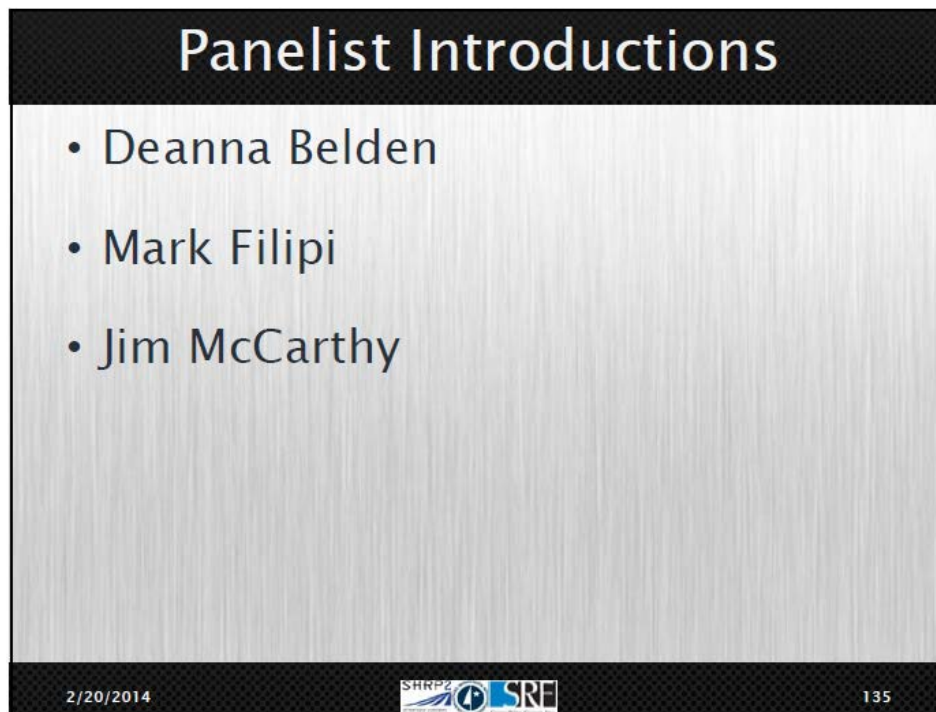 Panelist Introductions
• Deanna Belden
• Mark Filipi
• Jim McCarthy
2/20/2014
SHRP2
SRF
135